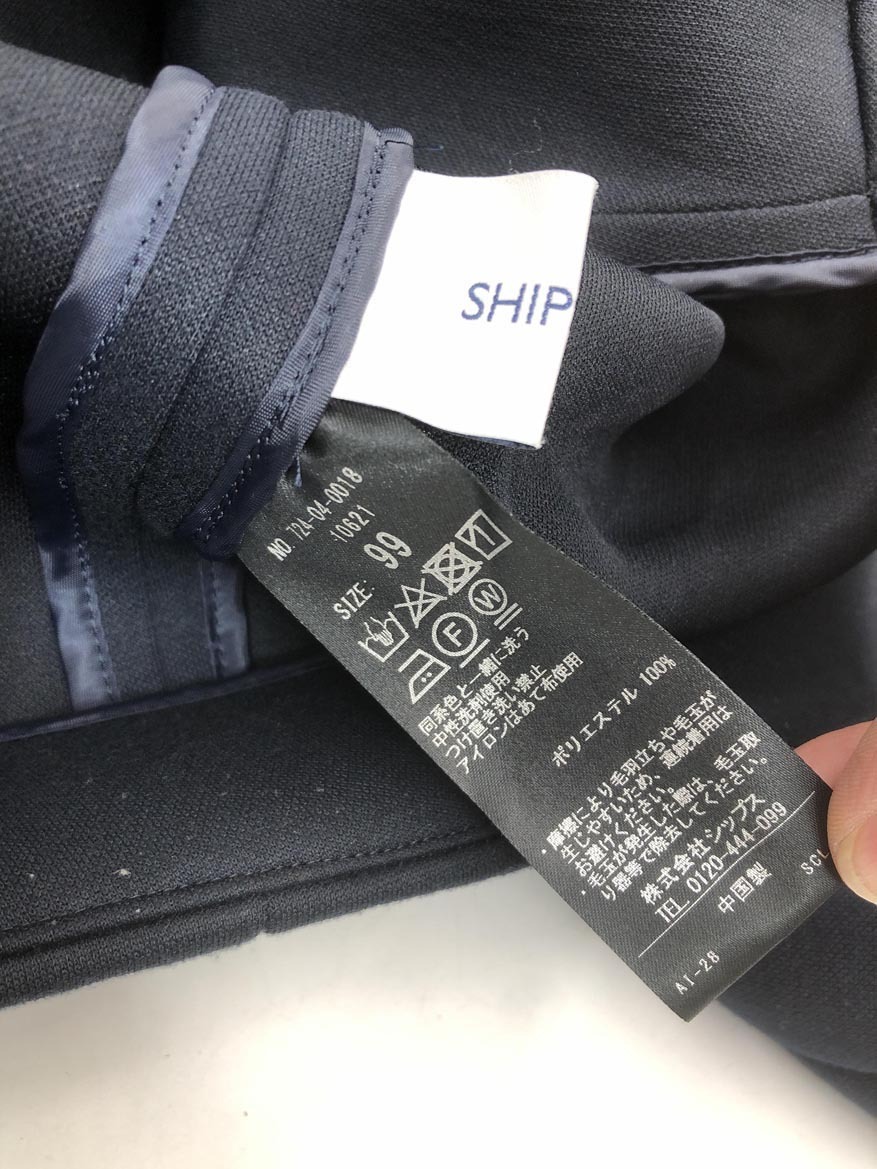 SHIP
NO. 724-04-0018
10621
SIZE: 99
F W
同系色と一緒に洗う
中性洗剤使用
つけ置き洗い禁止
アイロンはあて布使用
ポリエステル 100%
・摩擦により毛羽立ちや毛玉が
生じやすいため、連続着用は
お避けください。
・毛玉が発生した際は、毛玉取
り器等で除去してください。
株式会社シップス
TEL 0120-444-099
中国製
SCL
AT-28